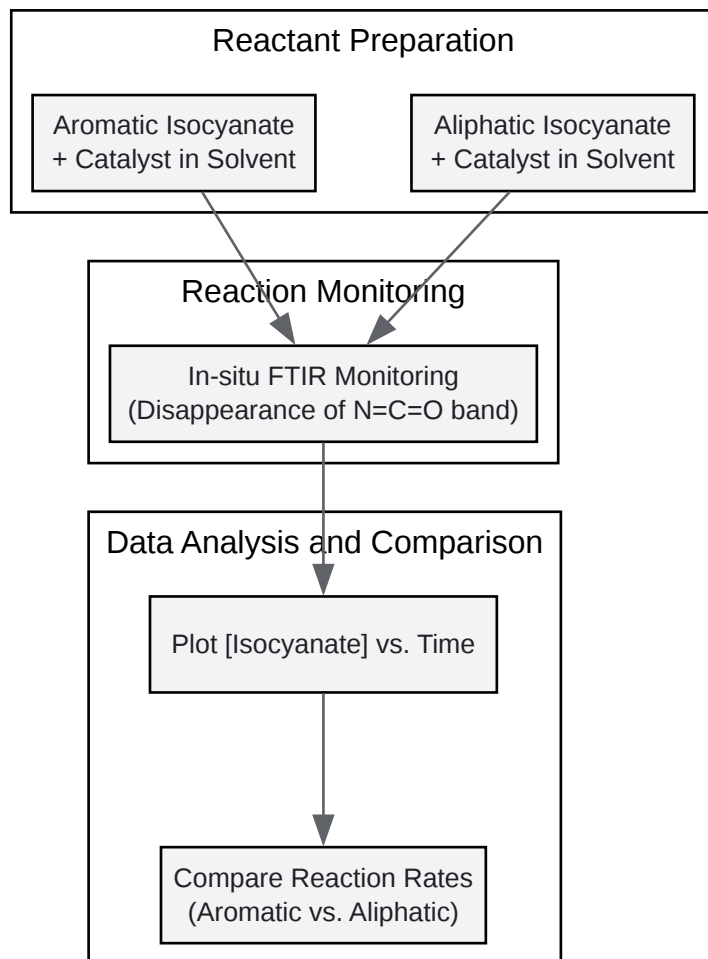 Reactant Preparation
Aromatic Isocyanate
+ Catalyst in Solvent
Aliphatic Isocyanate
+ Catalyst in Solvent
Reaction Monitoring
In-situ FTIR Monitoring
(Disappearance of N=C=O band)
Data Analysis and Comparison
Plot [Isocyanate] vs. Time
Compare Reaction Rates
(Aromatic vs. Aliphatic)